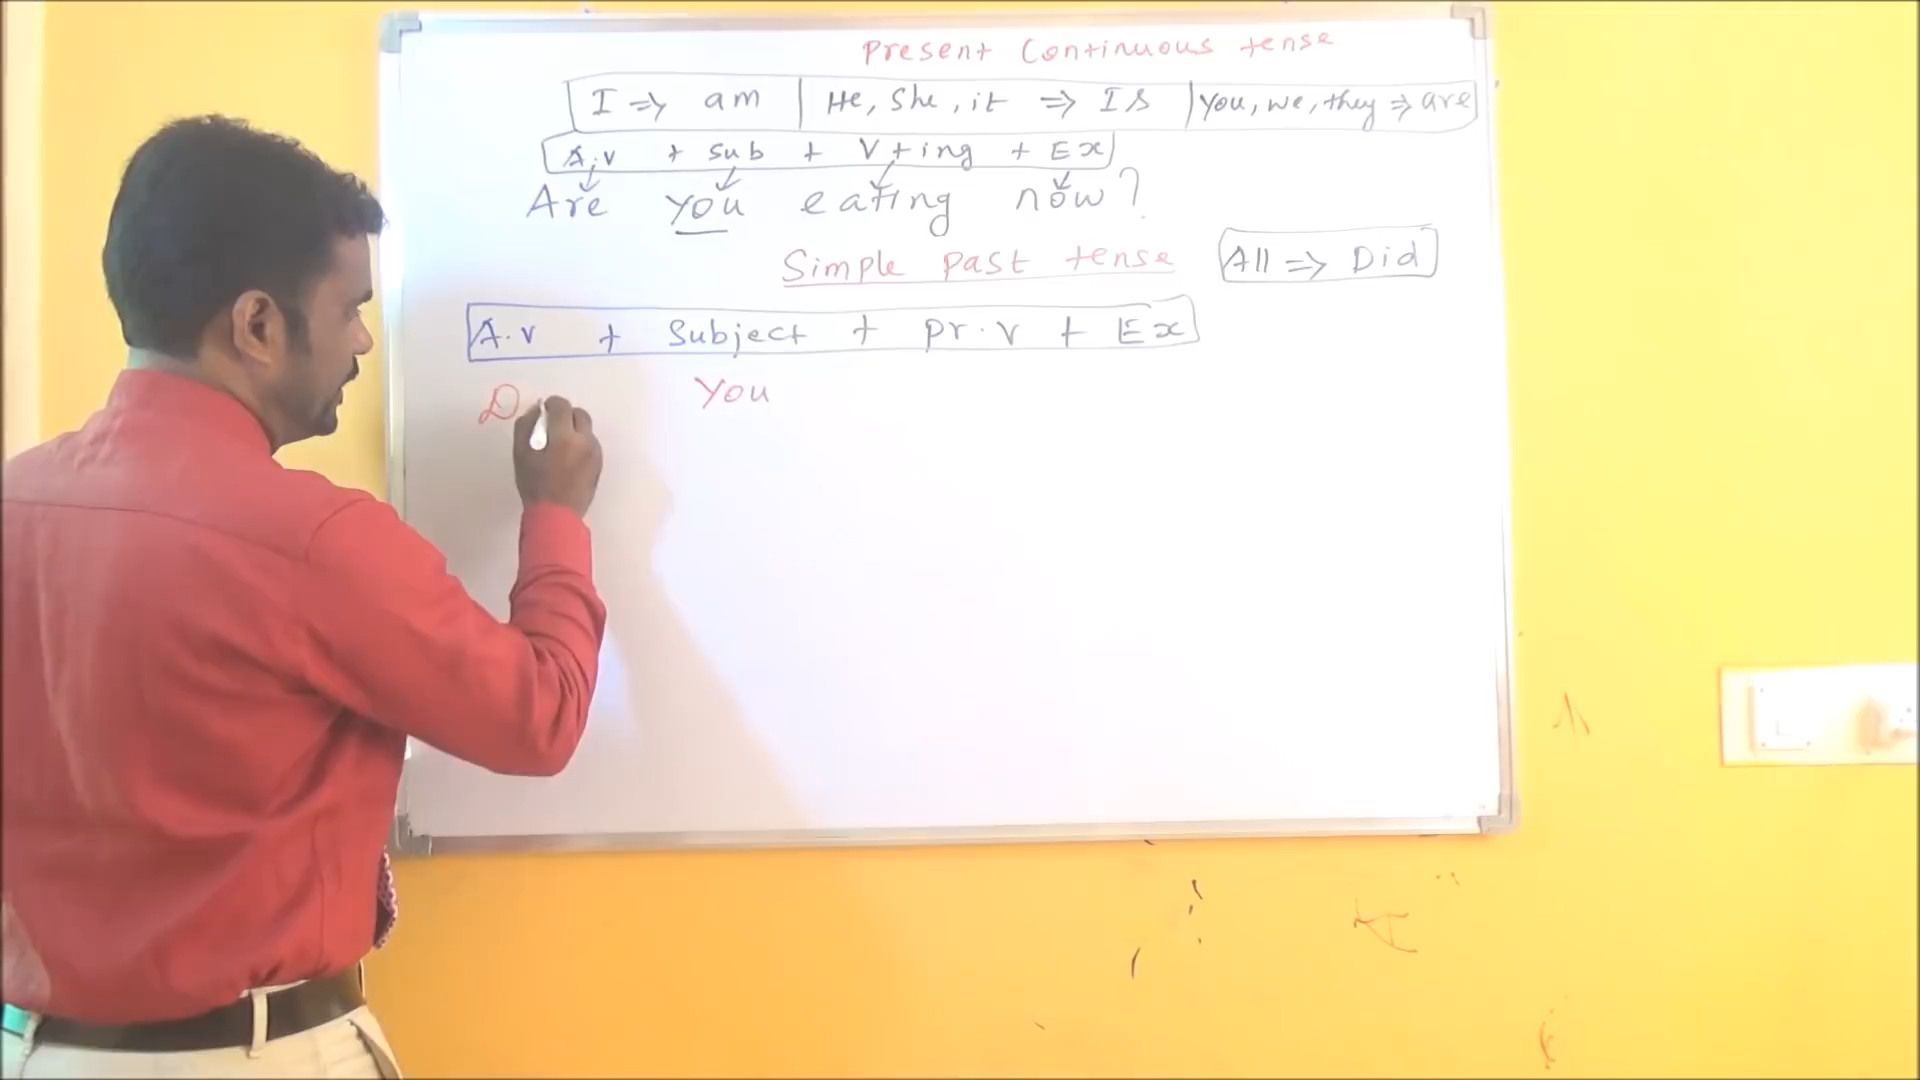 Present Continuous tense
I => am | He, She, it => IS | You, we, they => are
A.V + Sub + V+ing + Ex
Are you eating now?
Simple past tense All => Did
A.V + Subject + Pr.V + Ex
D You